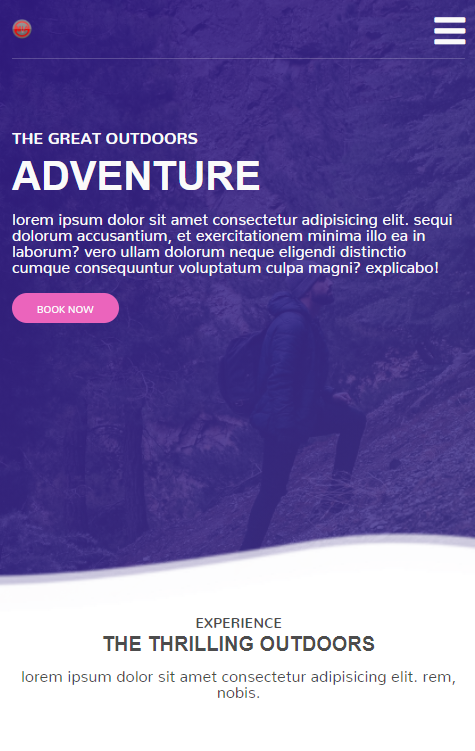 THE GREAT OUTDOORS
ADVENTURE
lorem ipsum dolor sit amet consectetur adipisicing elit. sequi
dolorum accusantium, et exercitationem minima illo ea in
laborum? vero ullam dolorum neque eligendi distinctio
cumque consequuntur voluptatum culpa magni? explicabo!
BOOK NOW
EXPERIENCE
THE THRILLING OUTDOORS
lorem ipsum dolor sit amet consectetur adipisicing elit. rem,
nobis.